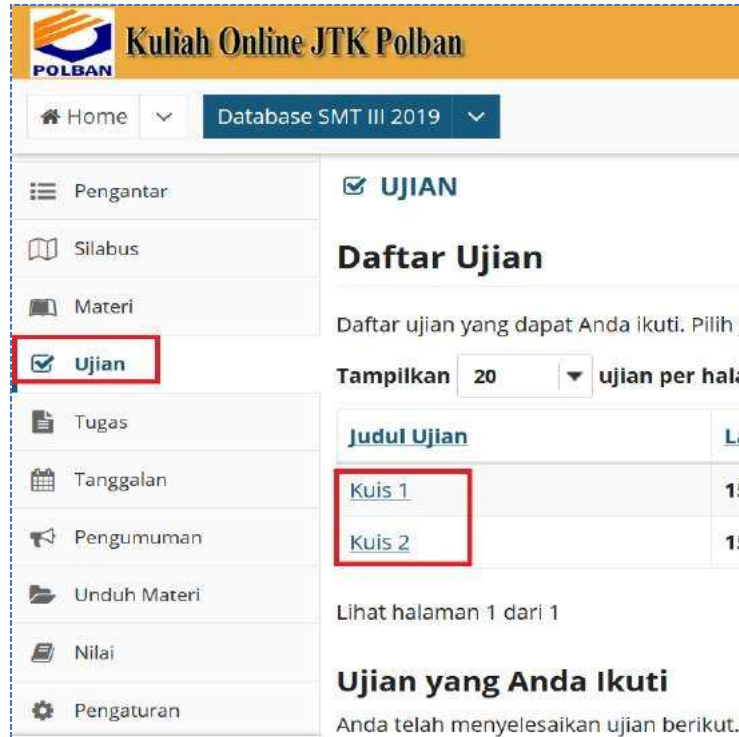 POLBAN
Kuliah Online JTK Polban
Home
Database SMT III 2019
Pengantar
Silabus
Materi
Ujian
Tugas
Tanggalan
Pengumuman
Unduh Materi
Nilai
Pengaturan
UJIAN
Daftar Ujian
Daftar ujian yang dapat Anda ikuti. Pilih
Tampilkan 20 ujian per hala
Judul Ujian
Kuis 1
Kuis 2
Lihat halaman 1 dari 1
Ujian yang Anda Ikuti
Anda telah menyelesaikan ujian berikut.